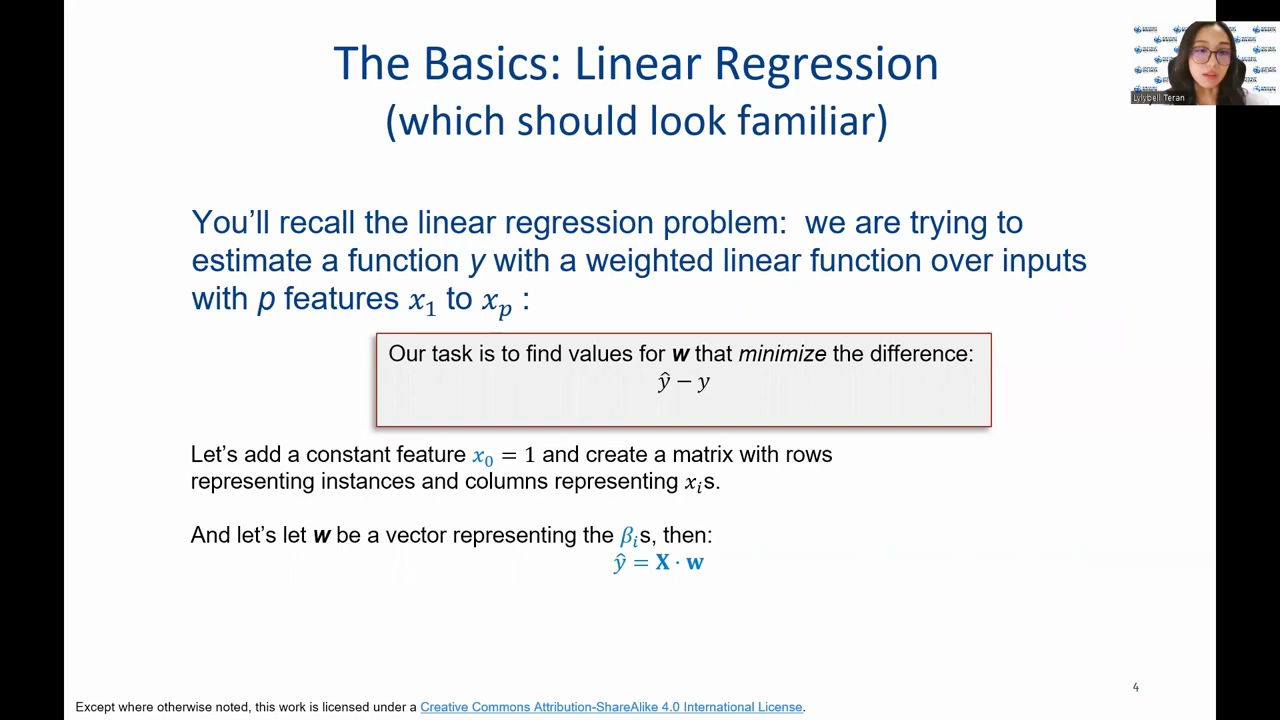 The Basics: Linear Regression
(which should look familiar)
Lylybell Teran
You'll recall the linear regression problem:  we are trying to
estimate a function y with a weighted linear function over inputs
with p features x₁ to xₚ :
Our task is to find values for w that minimize the difference:
ŷ − y
Let's add a constant feature x₀ = 1 and create a matrix with rows
representing instances and columns representing xᵢs.
And let's let w be a vector representing the βᵢs, then:
ŷ = X · w
4
Except where otherwise noted, this work is licensed under a Creative Commons Attribution-ShareAlike 4.0 International License.